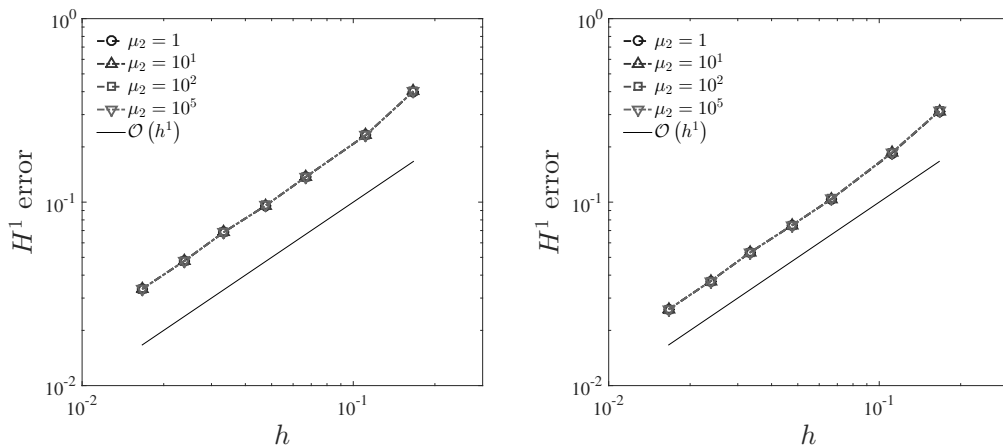 10^0
10^{-1}
10^{-2}
H^1 error
μ_2 = 1
μ_2 = 10^1
μ_2 = 10^2
μ_2 = 10^5
O (h^1)
10^{-2}
10^{-1}
h
10^0
10^{-1}
10^{-2}
H^1 error
μ_2 = 1
μ_2 = 10^1
μ_2 = 10^2
μ_2 = 10^5
O (h^1)
10^{-2}
10^{-1}
h